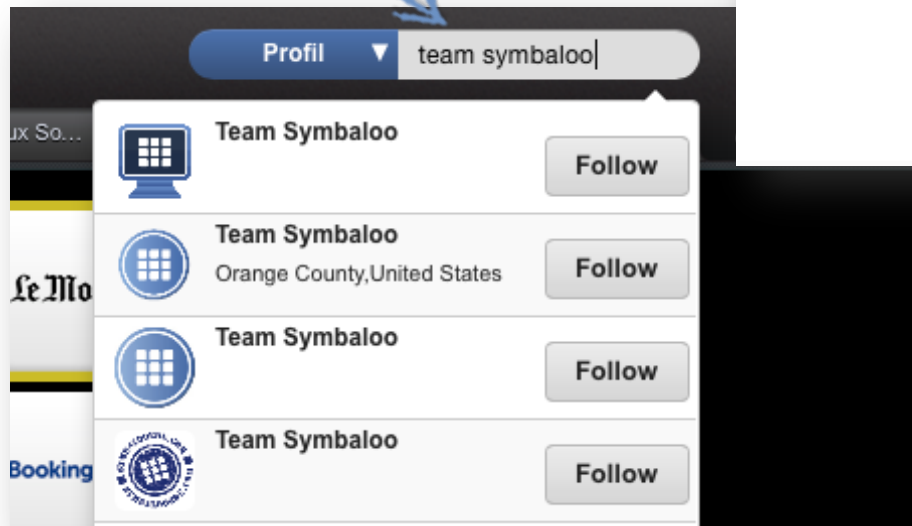 Profil ▼ team symbaloo
ux So...
Team Symbaloo
Follow
Team Symbaloo
Orange County,United States
Follow
Le Mo
Team Symbaloo
Follow
Team Symbaloo
Follow
Booking